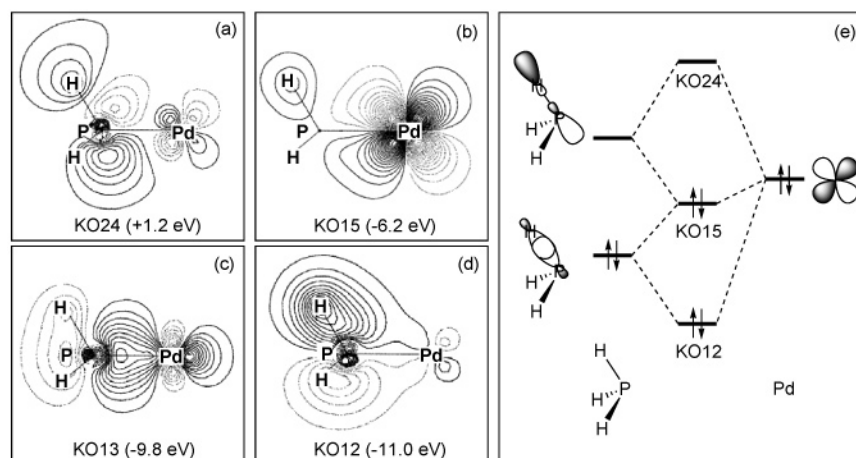 (a)
H
P
Pd
H
KO24 (+1.2 eV)
(b)
H
P
Pd
H
KO15 (-6.2 eV)
(c)
H
P
Pd
H
KO13 (-9.8 eV)
(d)
H
P
Pd
H
KO12 (-11.0 eV)
(e)
KO24
H
H
H
KO15
H
H
H
KO12
H
P
H
H
Pd